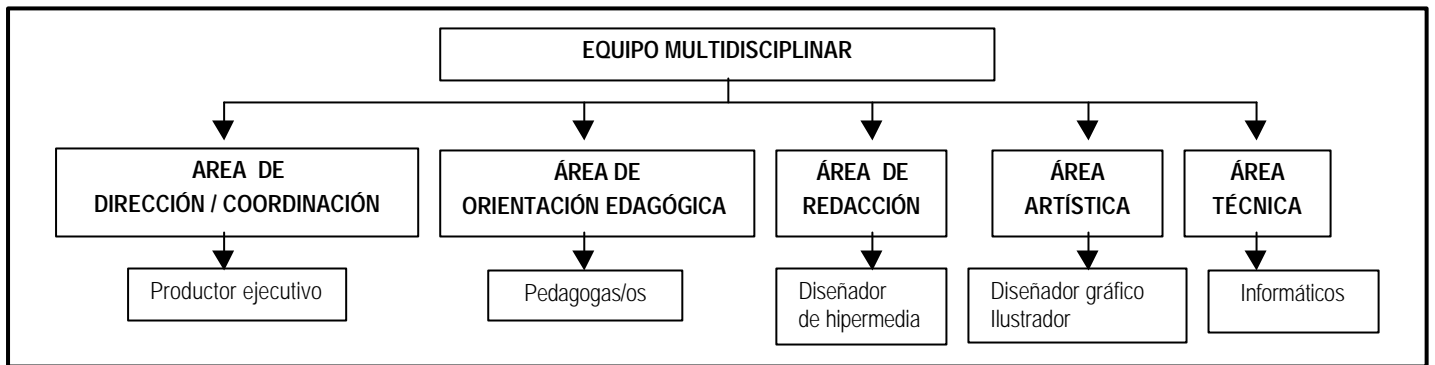 EQUIPO MULTIDISCIPLINAR
AREA DE
DIRECCIÓN / COORDINACIÓN
ÁREA DE
ORIENTACIÓN EDAGÓGICA
ÁREA DE
REDACCIÓN
ÁREA
ARTÍSTICA
ÁREA
TÉCNICA
Productor ejecutivo
Pedagogas/os
Diseñador
de hipermedia
Diseñador gráfico
Ilustrador
Informáticos